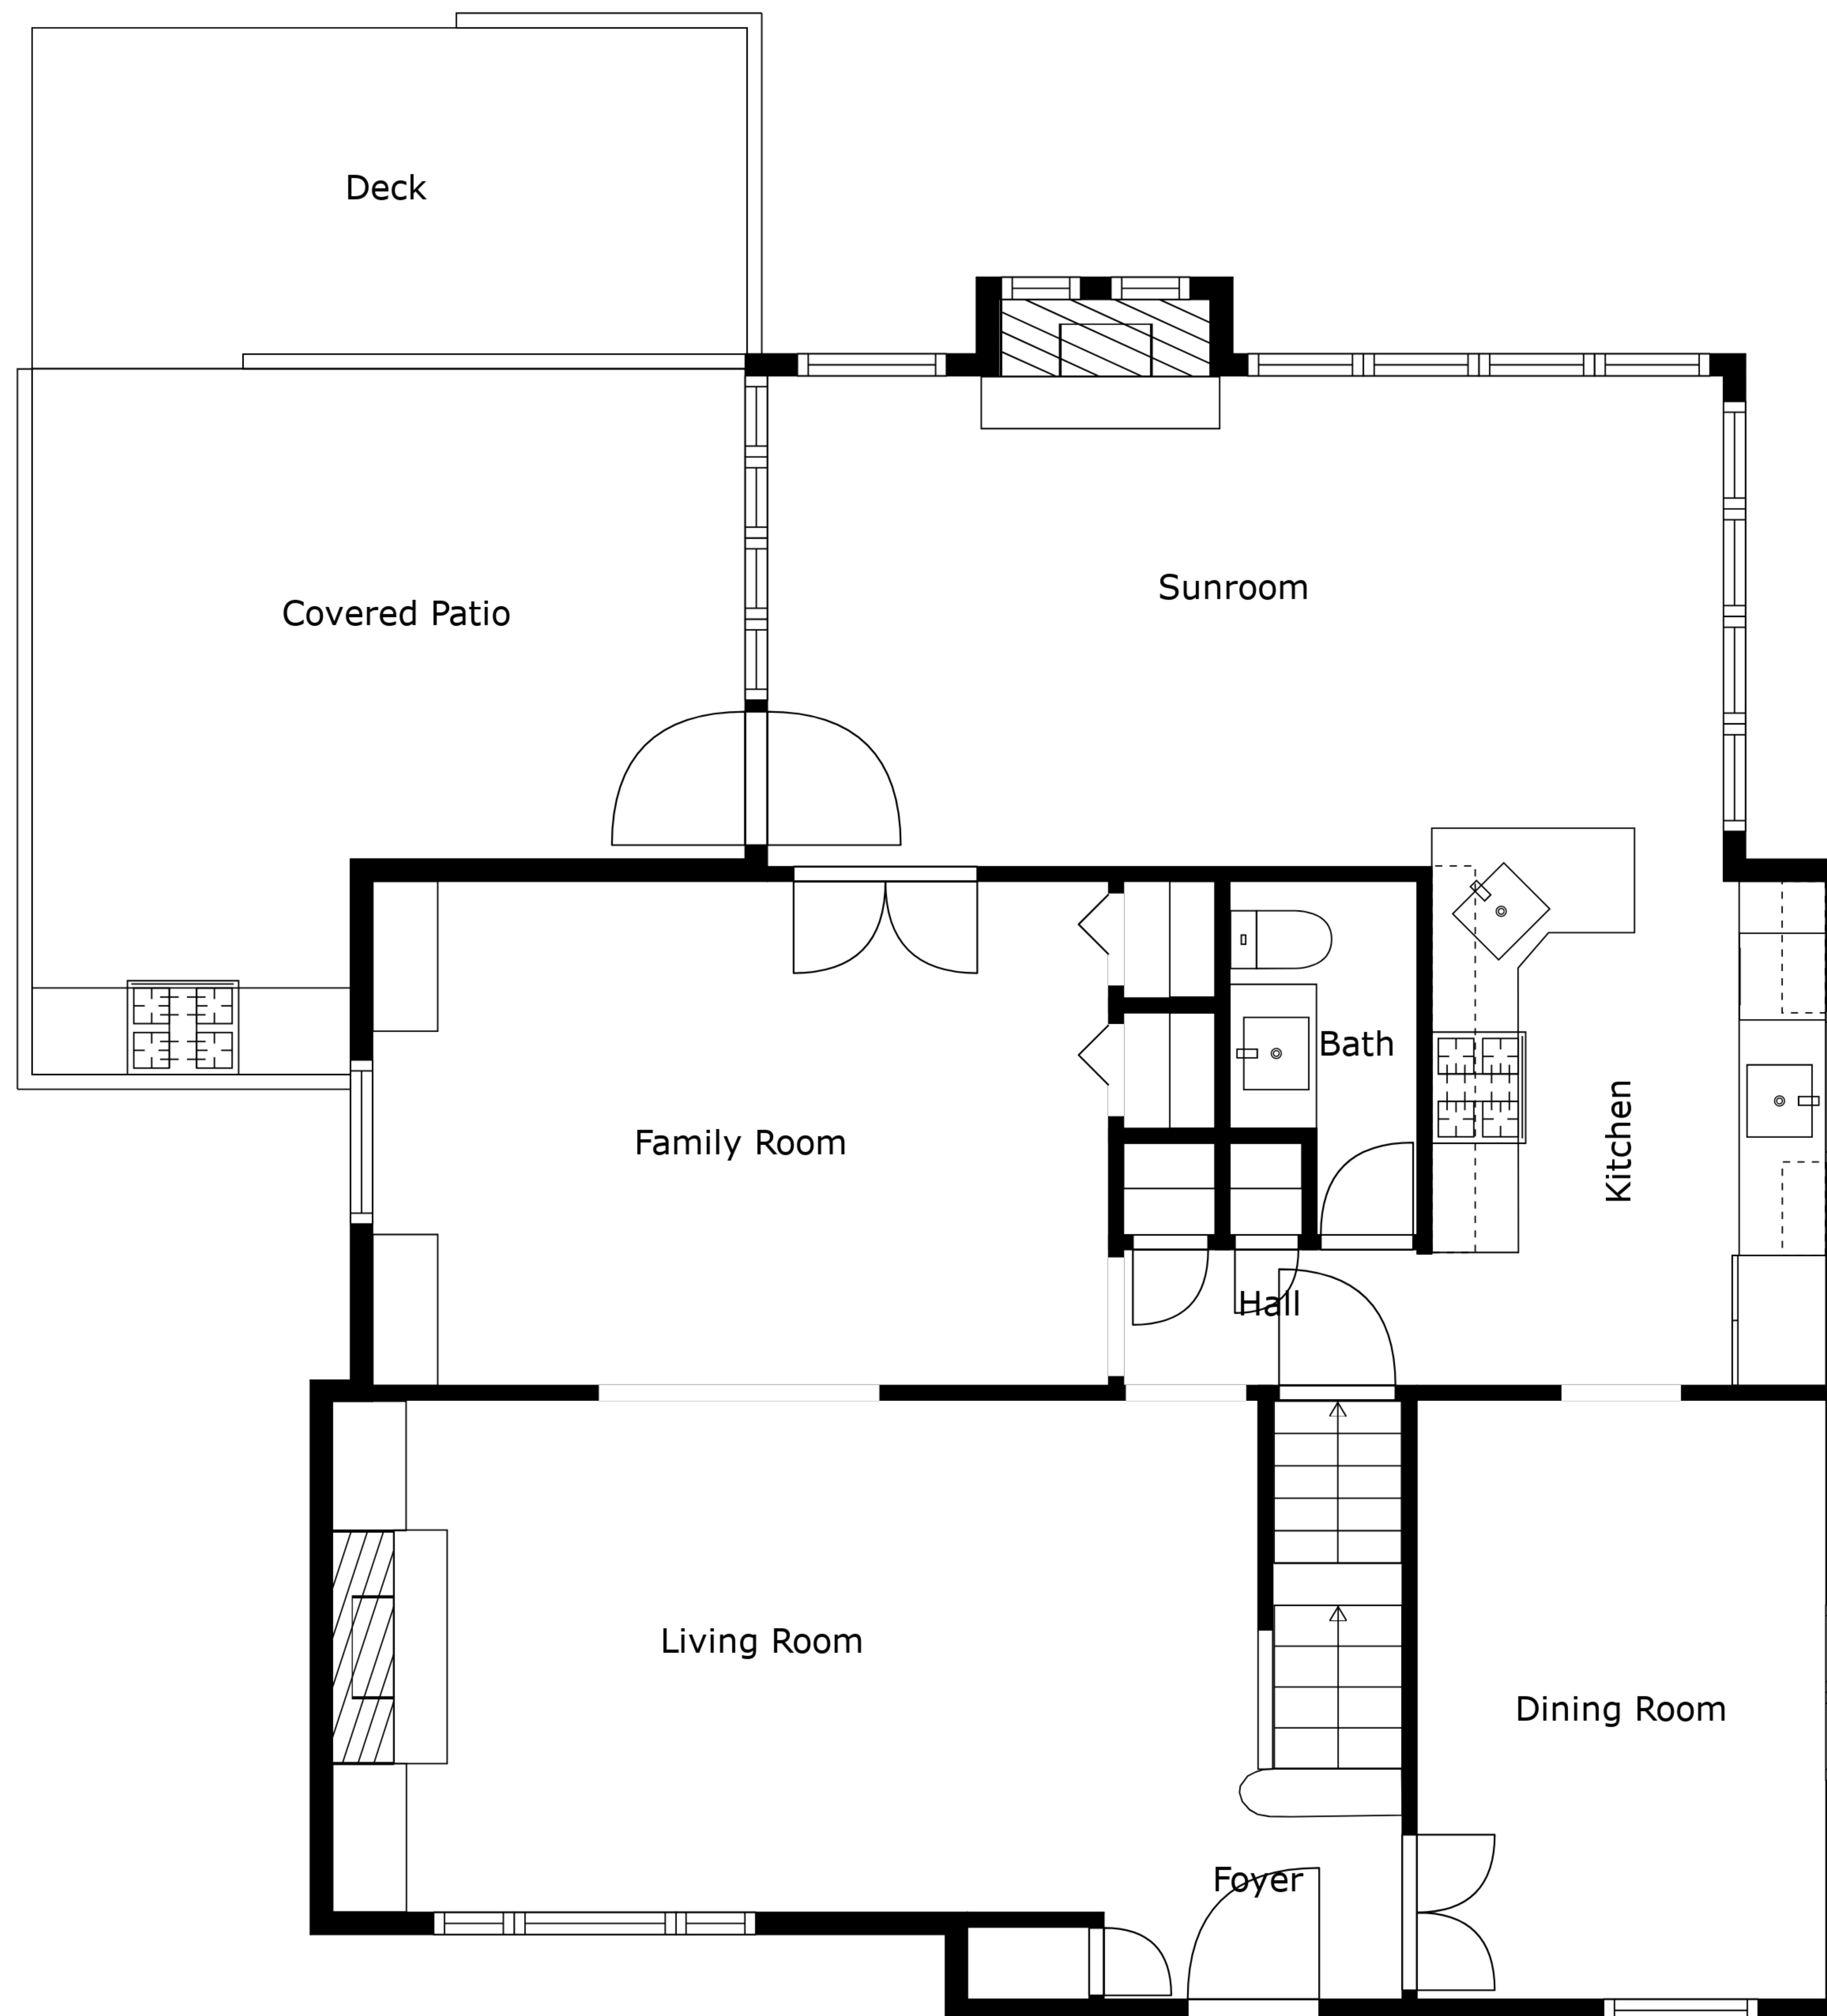 Deck
Sunroom
Covered Patio
Bath
Kitchen
Family Room
Hall
Living Room
Dining Room
Foyer